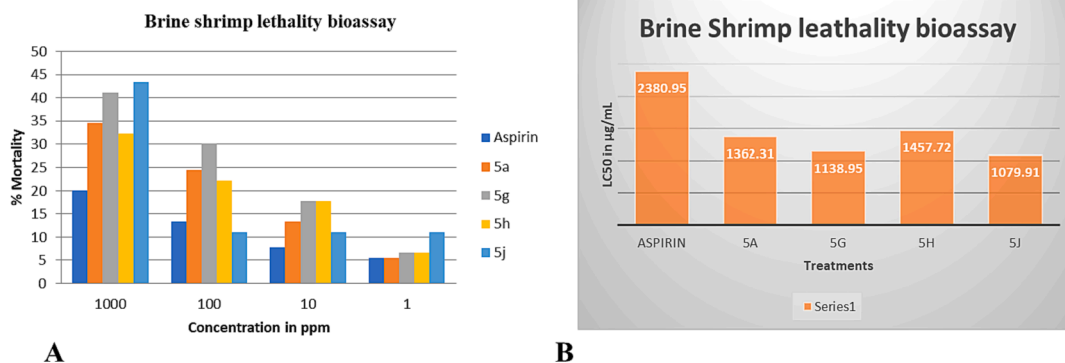 Brine shrimp lethality bioassay
50
45
40
35
30
25
20
15
10
5
0
% Mortality
1000 100 10 1
Concentration in ppm
Aspirin
5a
5g
5h
5j
A
Brine Shrimp leathality bioassay
LC50 in µg/mL
2380.95
1362.31
1138.95
1457.72
1079.91
ASPIRIN 5A 5G 5H 5J
Treatments
Series1
B